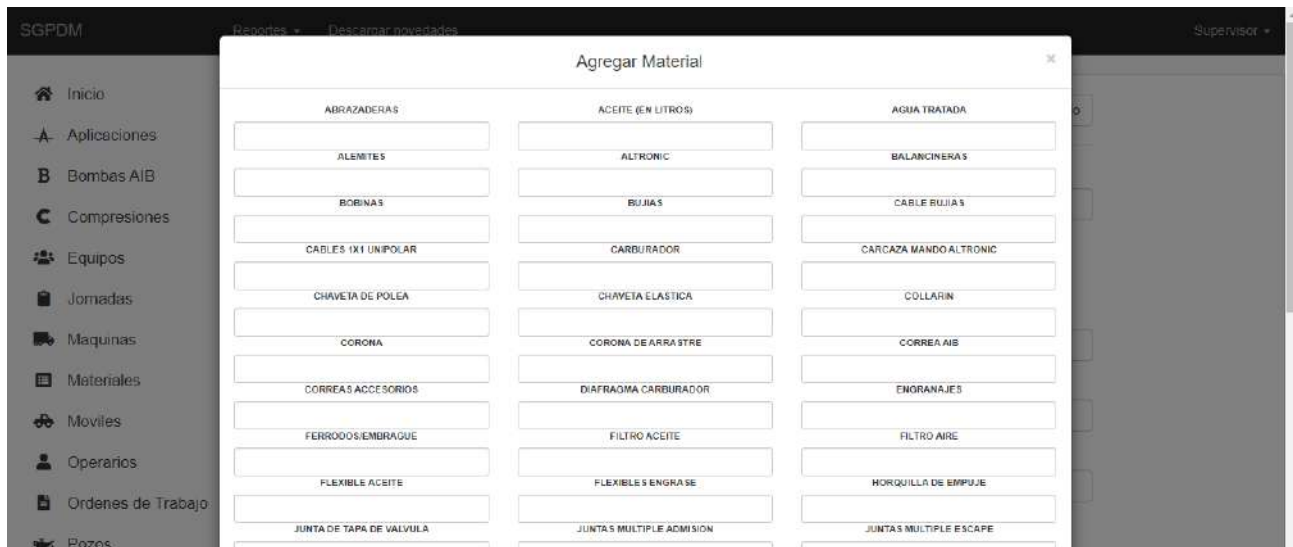 SGPDM Reportes Descargar novedades Supervisor
Agregar Material
×
Inicio
Aplicaciones
Bombas AIB
Compresiones
Equipos
Jornadas
Maquinas
Materiales
Moviles
Operarios
Ordenes de Trabajo
Pozos
ABRAZADERAS ACEITE (EN LITROS) AGUA TRATADA
ALEMITES ALTRONIC BALANCINERAS
BOBINAS BUJIAS CABLE BUJIAS
CABLES 1X1 UNIPOLAR CARBURADOR CARCAZA MANDO ALTRONIC
CHAVETA DE POLEA CHAVETA ELASTICA COLLARIN
CORONA CORONA DE ARRASTRE CORREA AIB
CORREAS ACCESORIOS DIAFRAGMA CARBURADOR ENGRANAJES
FERRODOS/EMBRAGUE FILTRO ACEITE FILTRO AIRE
FLEXIBLE ACEITE FLEXIBLES ENGRASE HORQUILLA DE EMPUJE
JUNTA DE TAPA DE VALVULA JUNTAS MULTIPLE ADMISION JUNTAS MULTIPLE ESCAPE